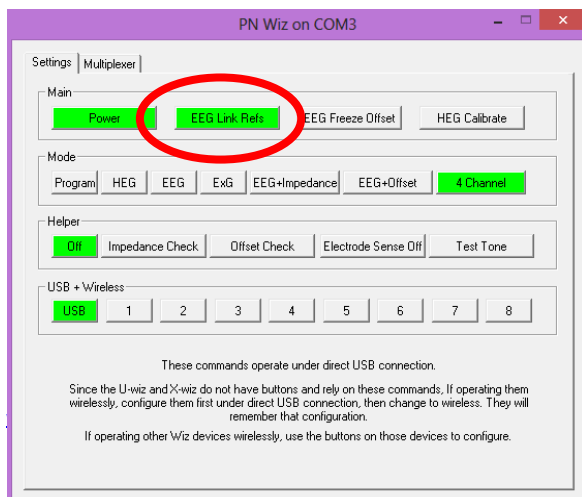 PN Wiz on COM3
Settings Multiplexer
Main
Power EEG Link Refs EEG Freeze Offset HEG Calibrate
Mode
Program HEG EEG ExG EEG+Impedance EEG+Offset 4 Channel
Helper
Off Impedance Check Offset Check Electrode Sense Off Test Tone
USB + Wireless
USB 1 2 3 4 5 6 7 8
These commands operate under direct USB connection.
Since the U-wiz and X-wiz do not have buttons and rely on these commands, If operating them
wirelessly, configure them first under direct USB connection, then change to wireless. They will
remember that configuration.
If operating other Wiz devices wirelessly, use the buttons on those devices to configure.